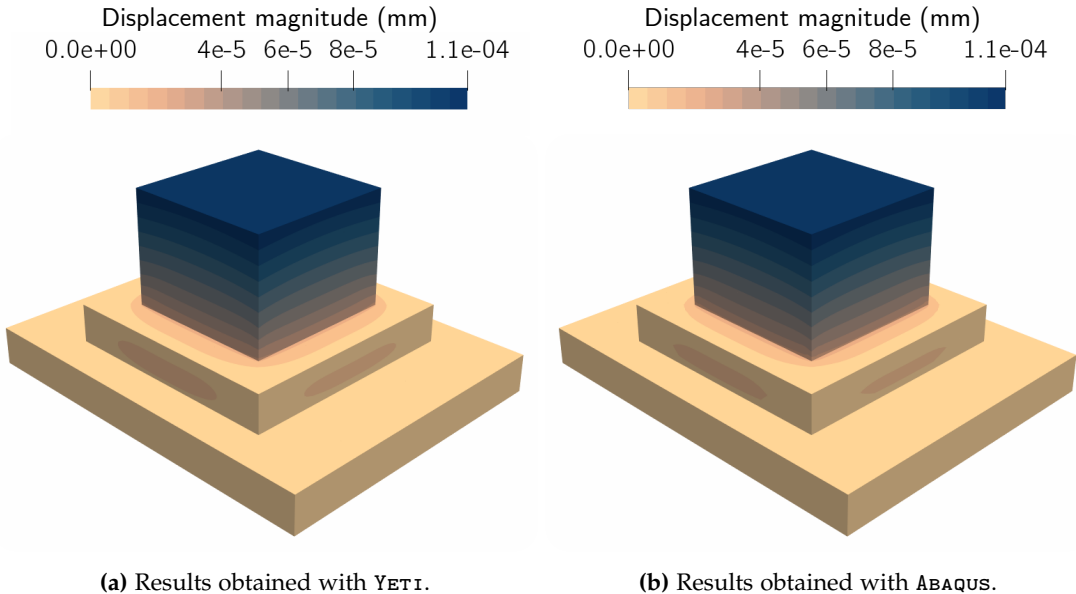 Displacement magnitude (mm)
0.0e+00 4e-5 6e-5 8e-5 1.1e-04
Displacement magnitude (mm)
0.0e+00 4e-5 6e-5 8e-5 1.1e-04
(a) Results obtained with YETI.
(b) Results obtained with ABAQUS.